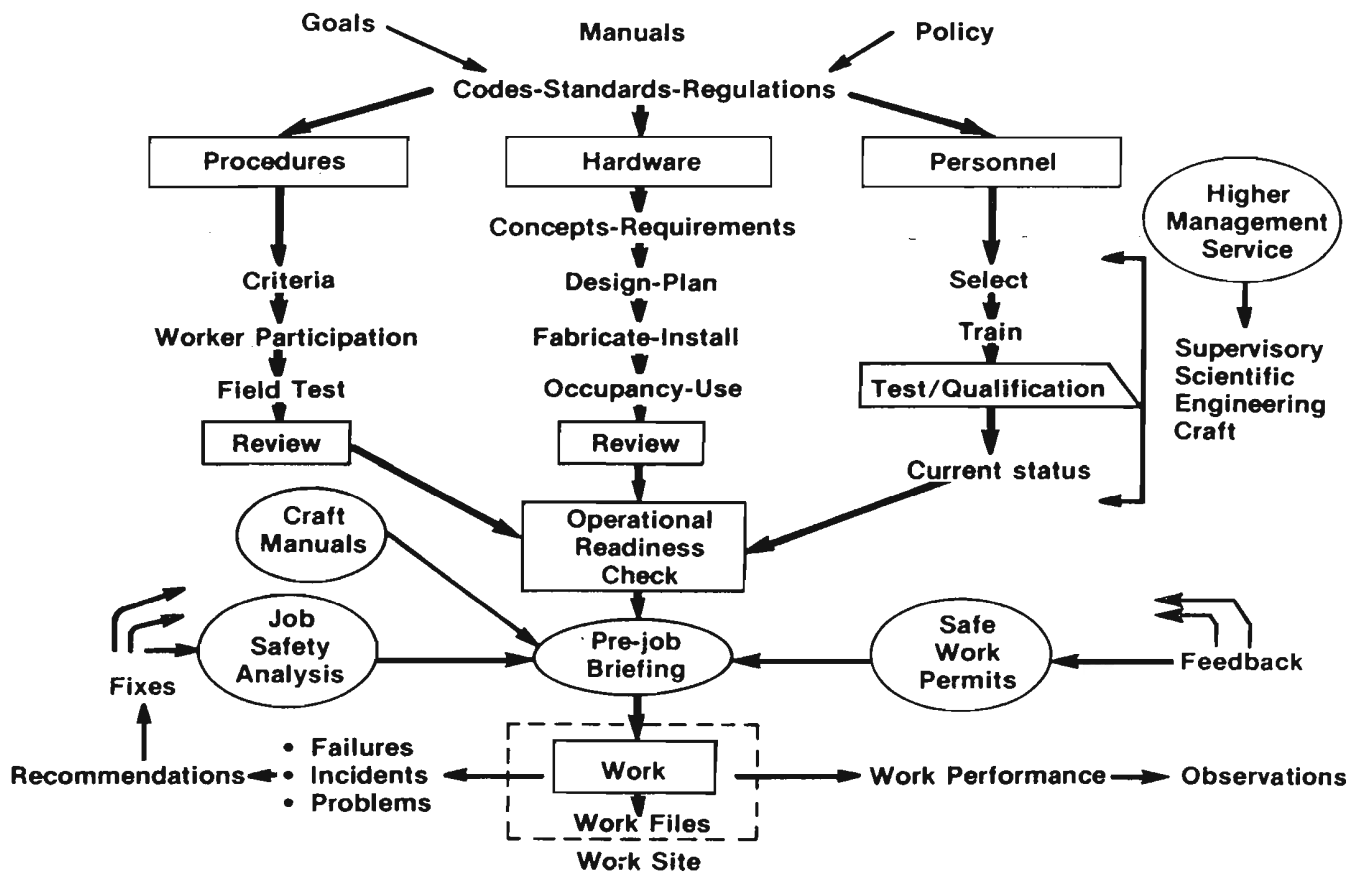 Goals
Manuals
Policy
Codes-Standards-Regulations
Procedures
Hardware
Personnel
Higher
Management
Service
Concepts-Requirements
Criteria
Design-Plan
Select
Worker Participation
Fabricate-Install
Train
Supervisory
Scientific
Engineering
Craft
Field Test
Occupancy-Use
Test/Qualification
Review
Review
Current status
Craft
Manuals
Operational
Readiness
Check
Job
Safety
Analysis
Pre-job
Briefing
Safe
Work
Permits
Feedback
Fixes
Recommendations
• Failures
• Incidents
• Problems
Work
Work Performance
Observations
Work Files
Work Site